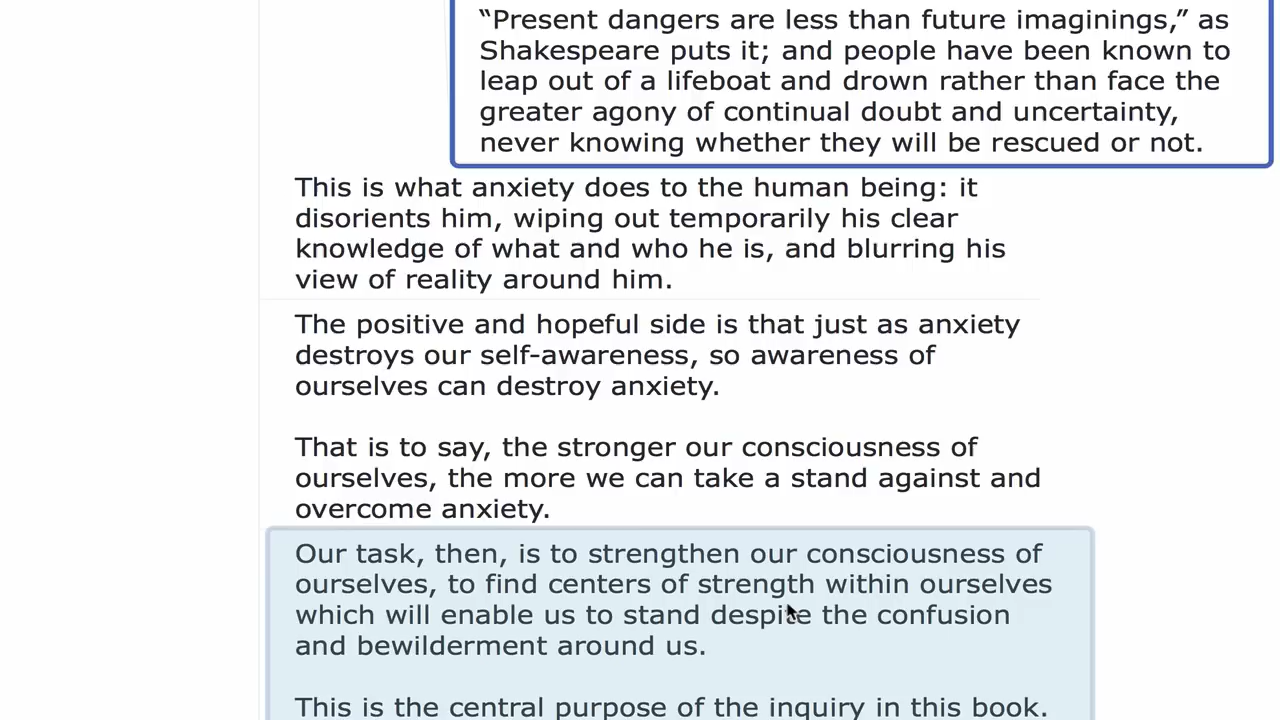 “Present dangers are less than future imaginings,” as
Shakespeare puts it; and people have been known to
leap out of a lifeboat and drown rather than face the
greater agony of continual doubt and uncertainty,
never knowing whether they will be rescued or not.
This is what anxiety does to the human being: it
disorients him, wiping out temporarily his clear
knowledge of what and who he is, and blurring his
view of reality around him.
The positive and hopeful side is that just as anxiety
destroys our self-awareness, so awareness of
ourselves can destroy anxiety.
That is to say, the stronger our consciousness of
ourselves, the more we can take a stand against and
overcome anxiety.
Our task, then, is to strengthen our consciousness of
ourselves, to find centers of strength within ourselves
which will enable us to stand despite the confusion
and bewilderment around us.
This is the central purpose of the inquiry in this book.